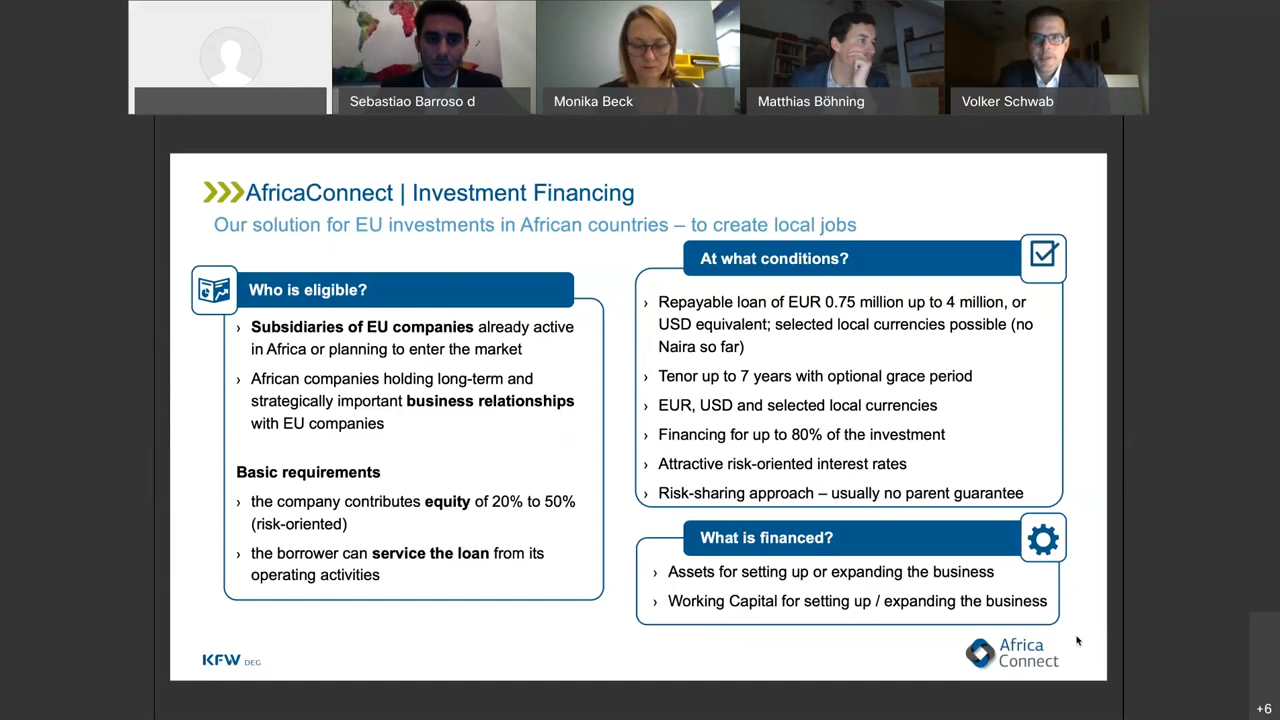 Sebastiao Barroso d
Monika Beck
Matthias Böhning
Volker Schwab
AfricaConnect | Investment Financing
Our solution for EU investments in African countries – to create local jobs
Who is eligible?
› Subsidiaries of EU companies already active
in Africa or planning to enter the market
› African companies holding long-term and
strategically important business relationships
with EU companies
Basic requirements
› the company contributes equity of 20% to 50%
(risk-oriented)
› the borrower can service the loan from its
operating activities
At what conditions?
› Repayable loan of EUR 0.75 million up to 4 million, or
USD equivalent; selected local currencies possible (no
Naira so far)
› Tenor up to 7 years with optional grace period
› EUR, USD and selected local currencies
› Financing for up to 80% of the investment
› Attractive risk-oriented interest rates
› Risk-sharing approach – usually no parent guarantee
What is financed?
› Assets for setting up or expanding the business
› Working Capital for setting up / expanding the business
KFW DEG
Africa
Connect
+6